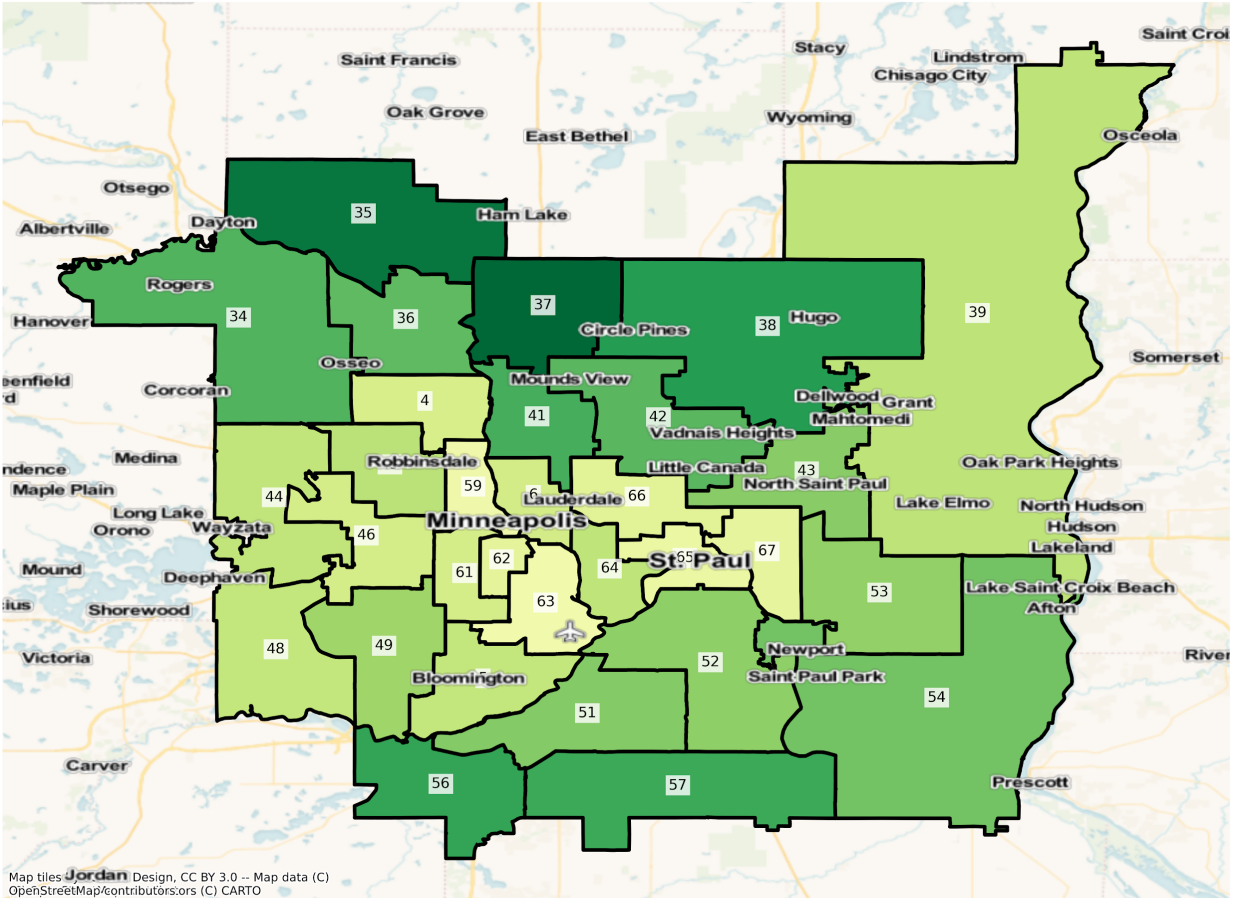 Saint Croi
Stacy
Lindstrom
Saint Francis
Chisago City
Oak Grove
Wyoming
East Bethel
Osceola
Otsego
35
Ham Lake
Dayton
Albertville
Rogers
37
39
34
36
Circle Pines
38
Hugo
Hanover
Osseo
Somerset
eenfield
Mounds View
Corcoran
Dellwood
Grant
4
41
42
Mahtomedi
Vadnais Heights
Medina
Robbinsdale
Oak Park Heights
ndence
Little Canada
43
North Saint Paul
Maple Plain
44
59
6
Lauderdale
66
Lake Elmo
North Hudson
Long Lake
Orono
Wayzata
Minneapolis
Hudson
46
67
Lakeland
62
65
St. Paul
Mound
Deephaven
61
64
Lake Saint Croix Beach
53
cius
Shorewood
63
Afton
48
49
Newport
Victoria
52
River
Bloomington
Saint Paul Park
54
51
Carver
56
57
Prescott
Jordan
Map tiles Design, CC BY 3.0 -- Map data (C)
OpenStreetMap contributors (C) CARTO